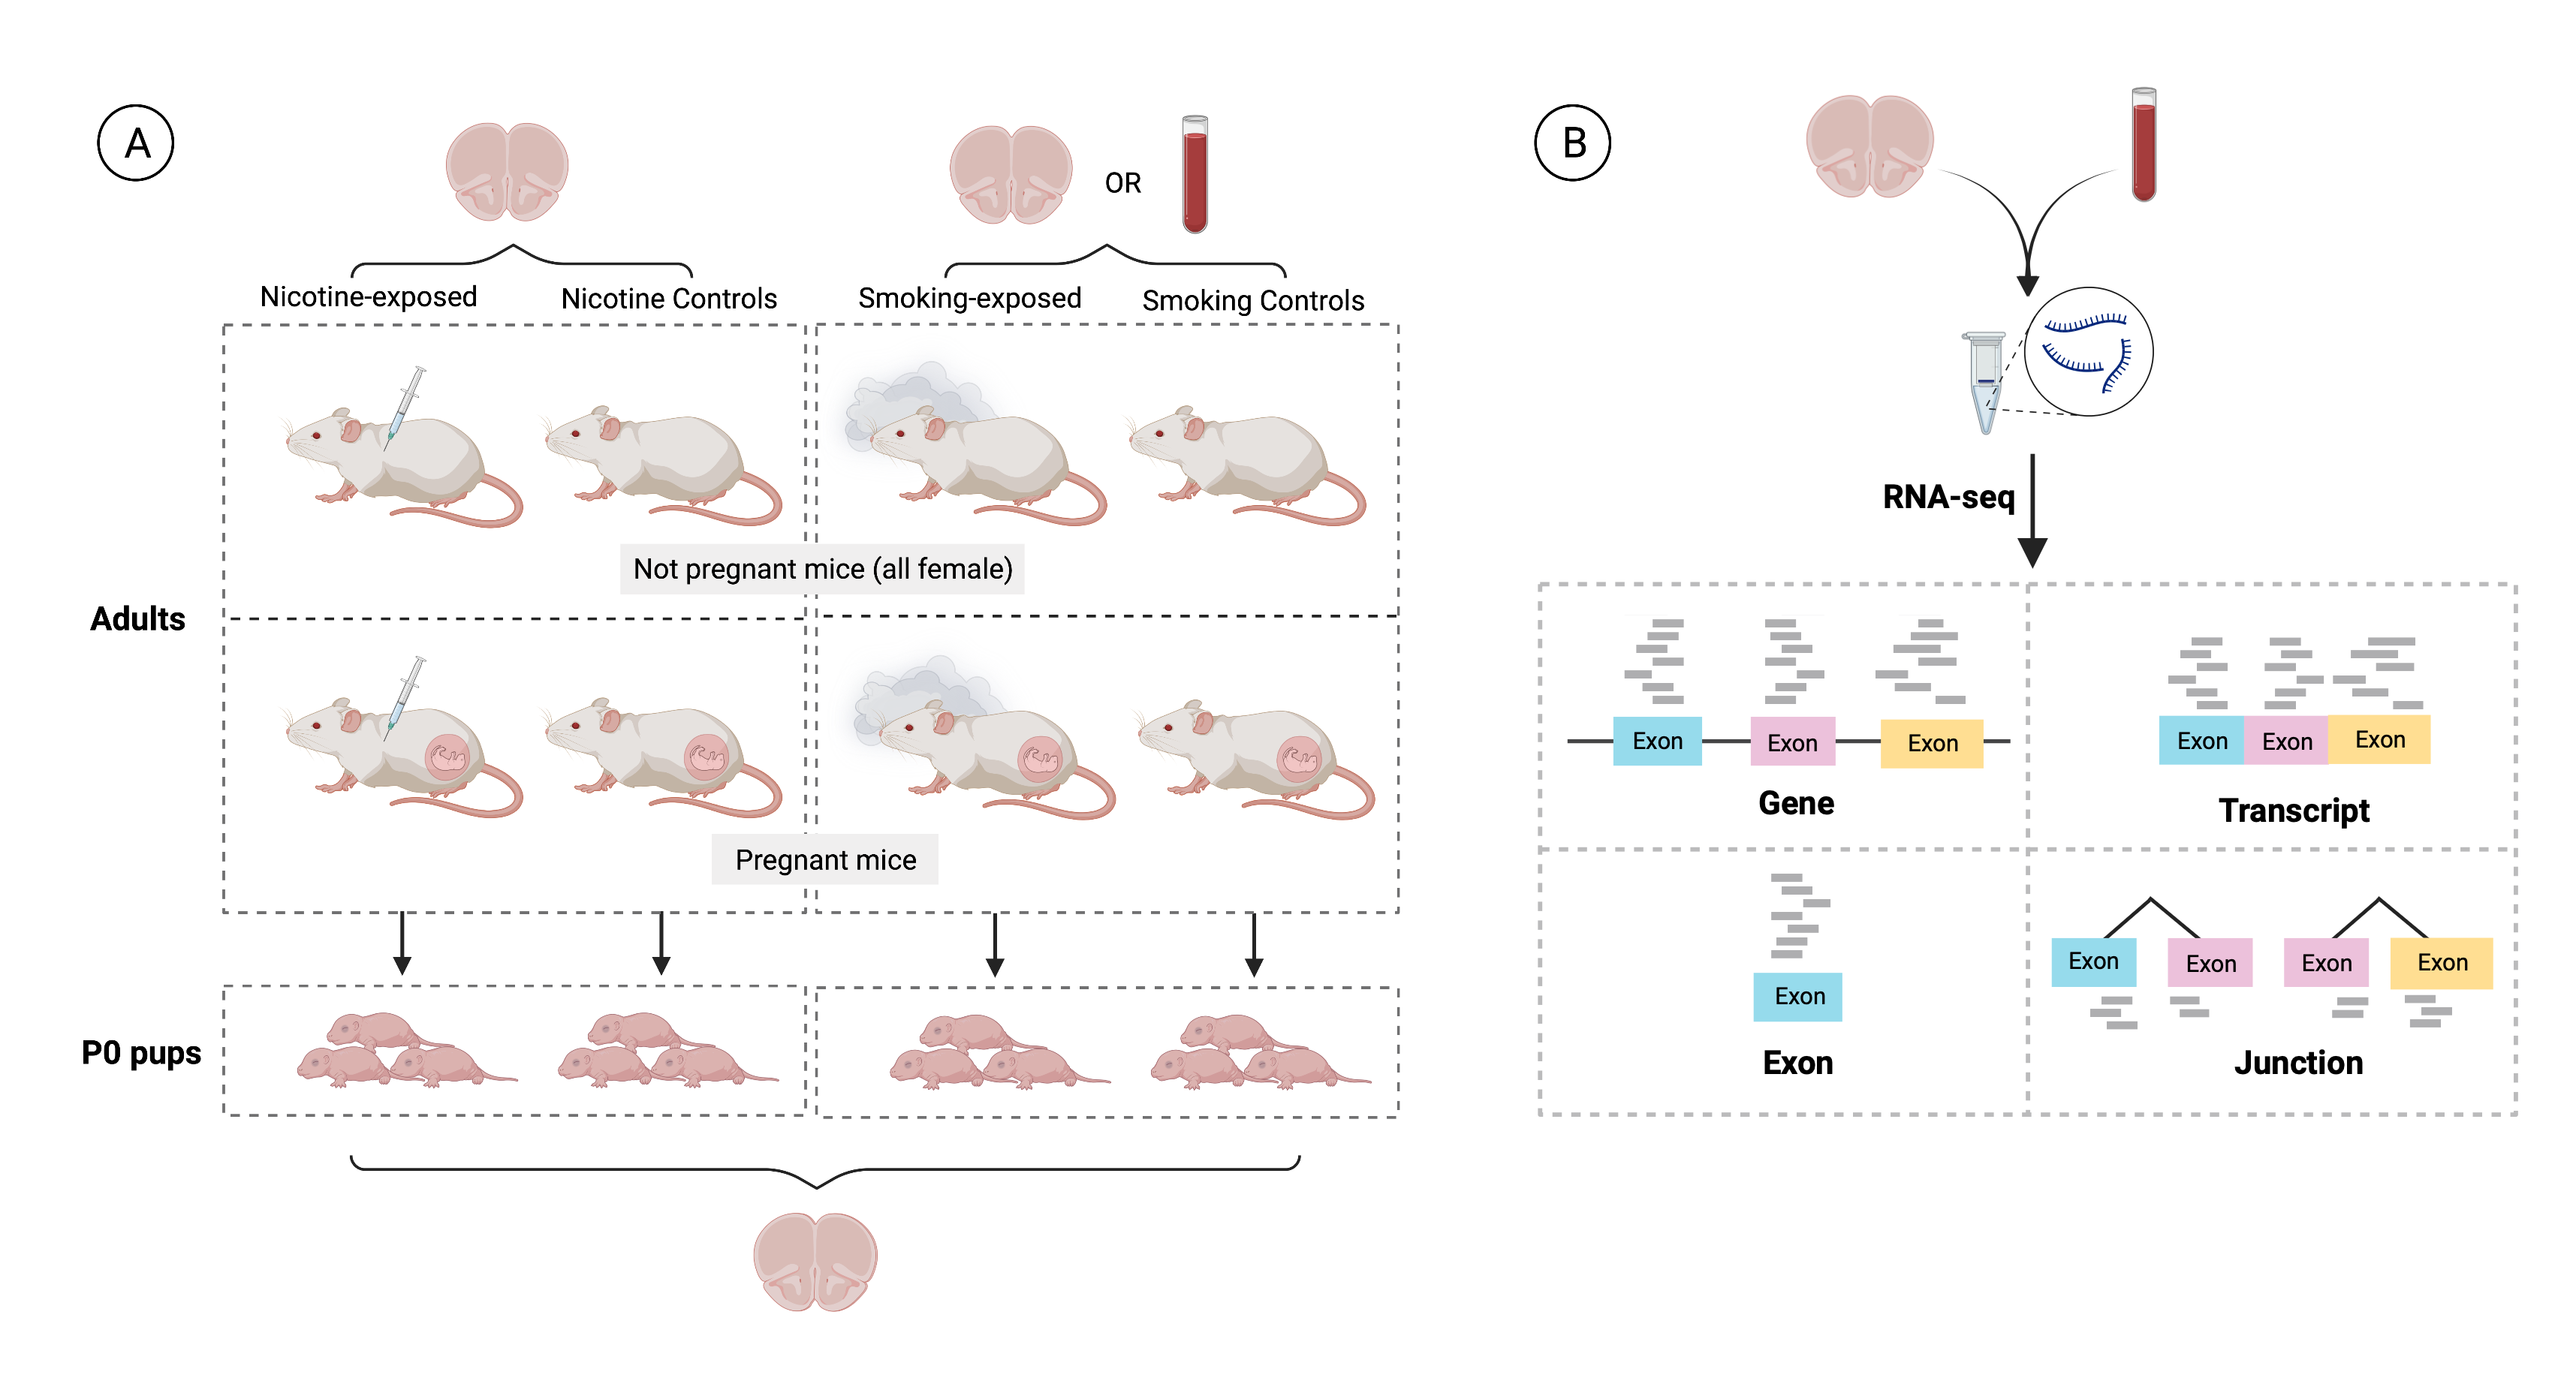 A
OR
Nicotine-exposed
Nicotine Controls
Smoking-exposed
Smoking Controls
Not pregnant mice (all female)
Adults
Pregnant mice
P0 pups
B
RNA-seq
Exon
Exon
Exon
Gene
Exon
Exon
Exon
Transcript
Exon
Exon
Exon
Exon
Exon
Exon
Junction